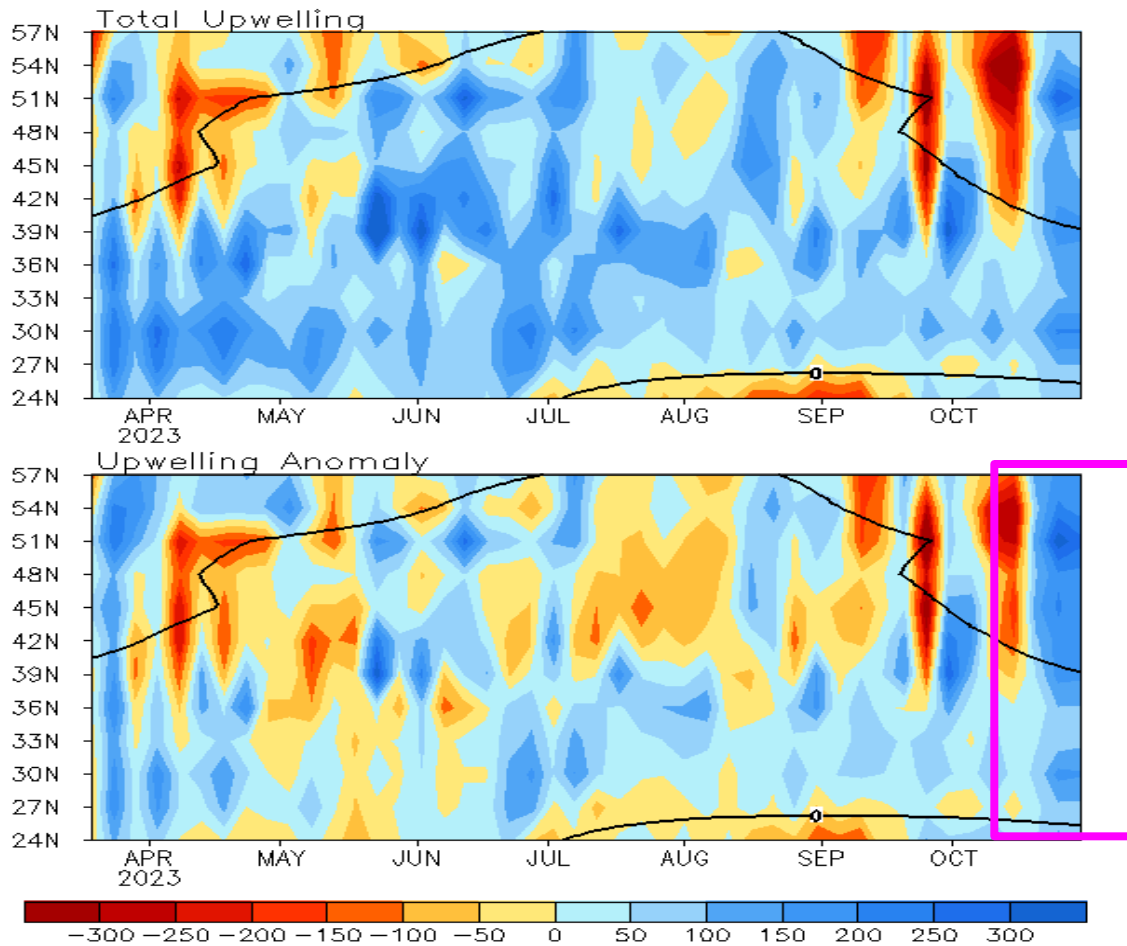 Total Upwelling
57N
54N
51N
48N
45N
42N
39N
36N
33N
30N
27N
24N
0
APR MAY JUN JUL AUG SEP OCT
2023
Upwelling Anomaly
57N
54N
51N
48N
45N
42N
39N
36N
33N
30N
27N
24N
0
APR MAY JUN JUL AUG SEP OCT
2023
-300 -250 -200 -150 -100 -50 0 50 100 150 200 250 300